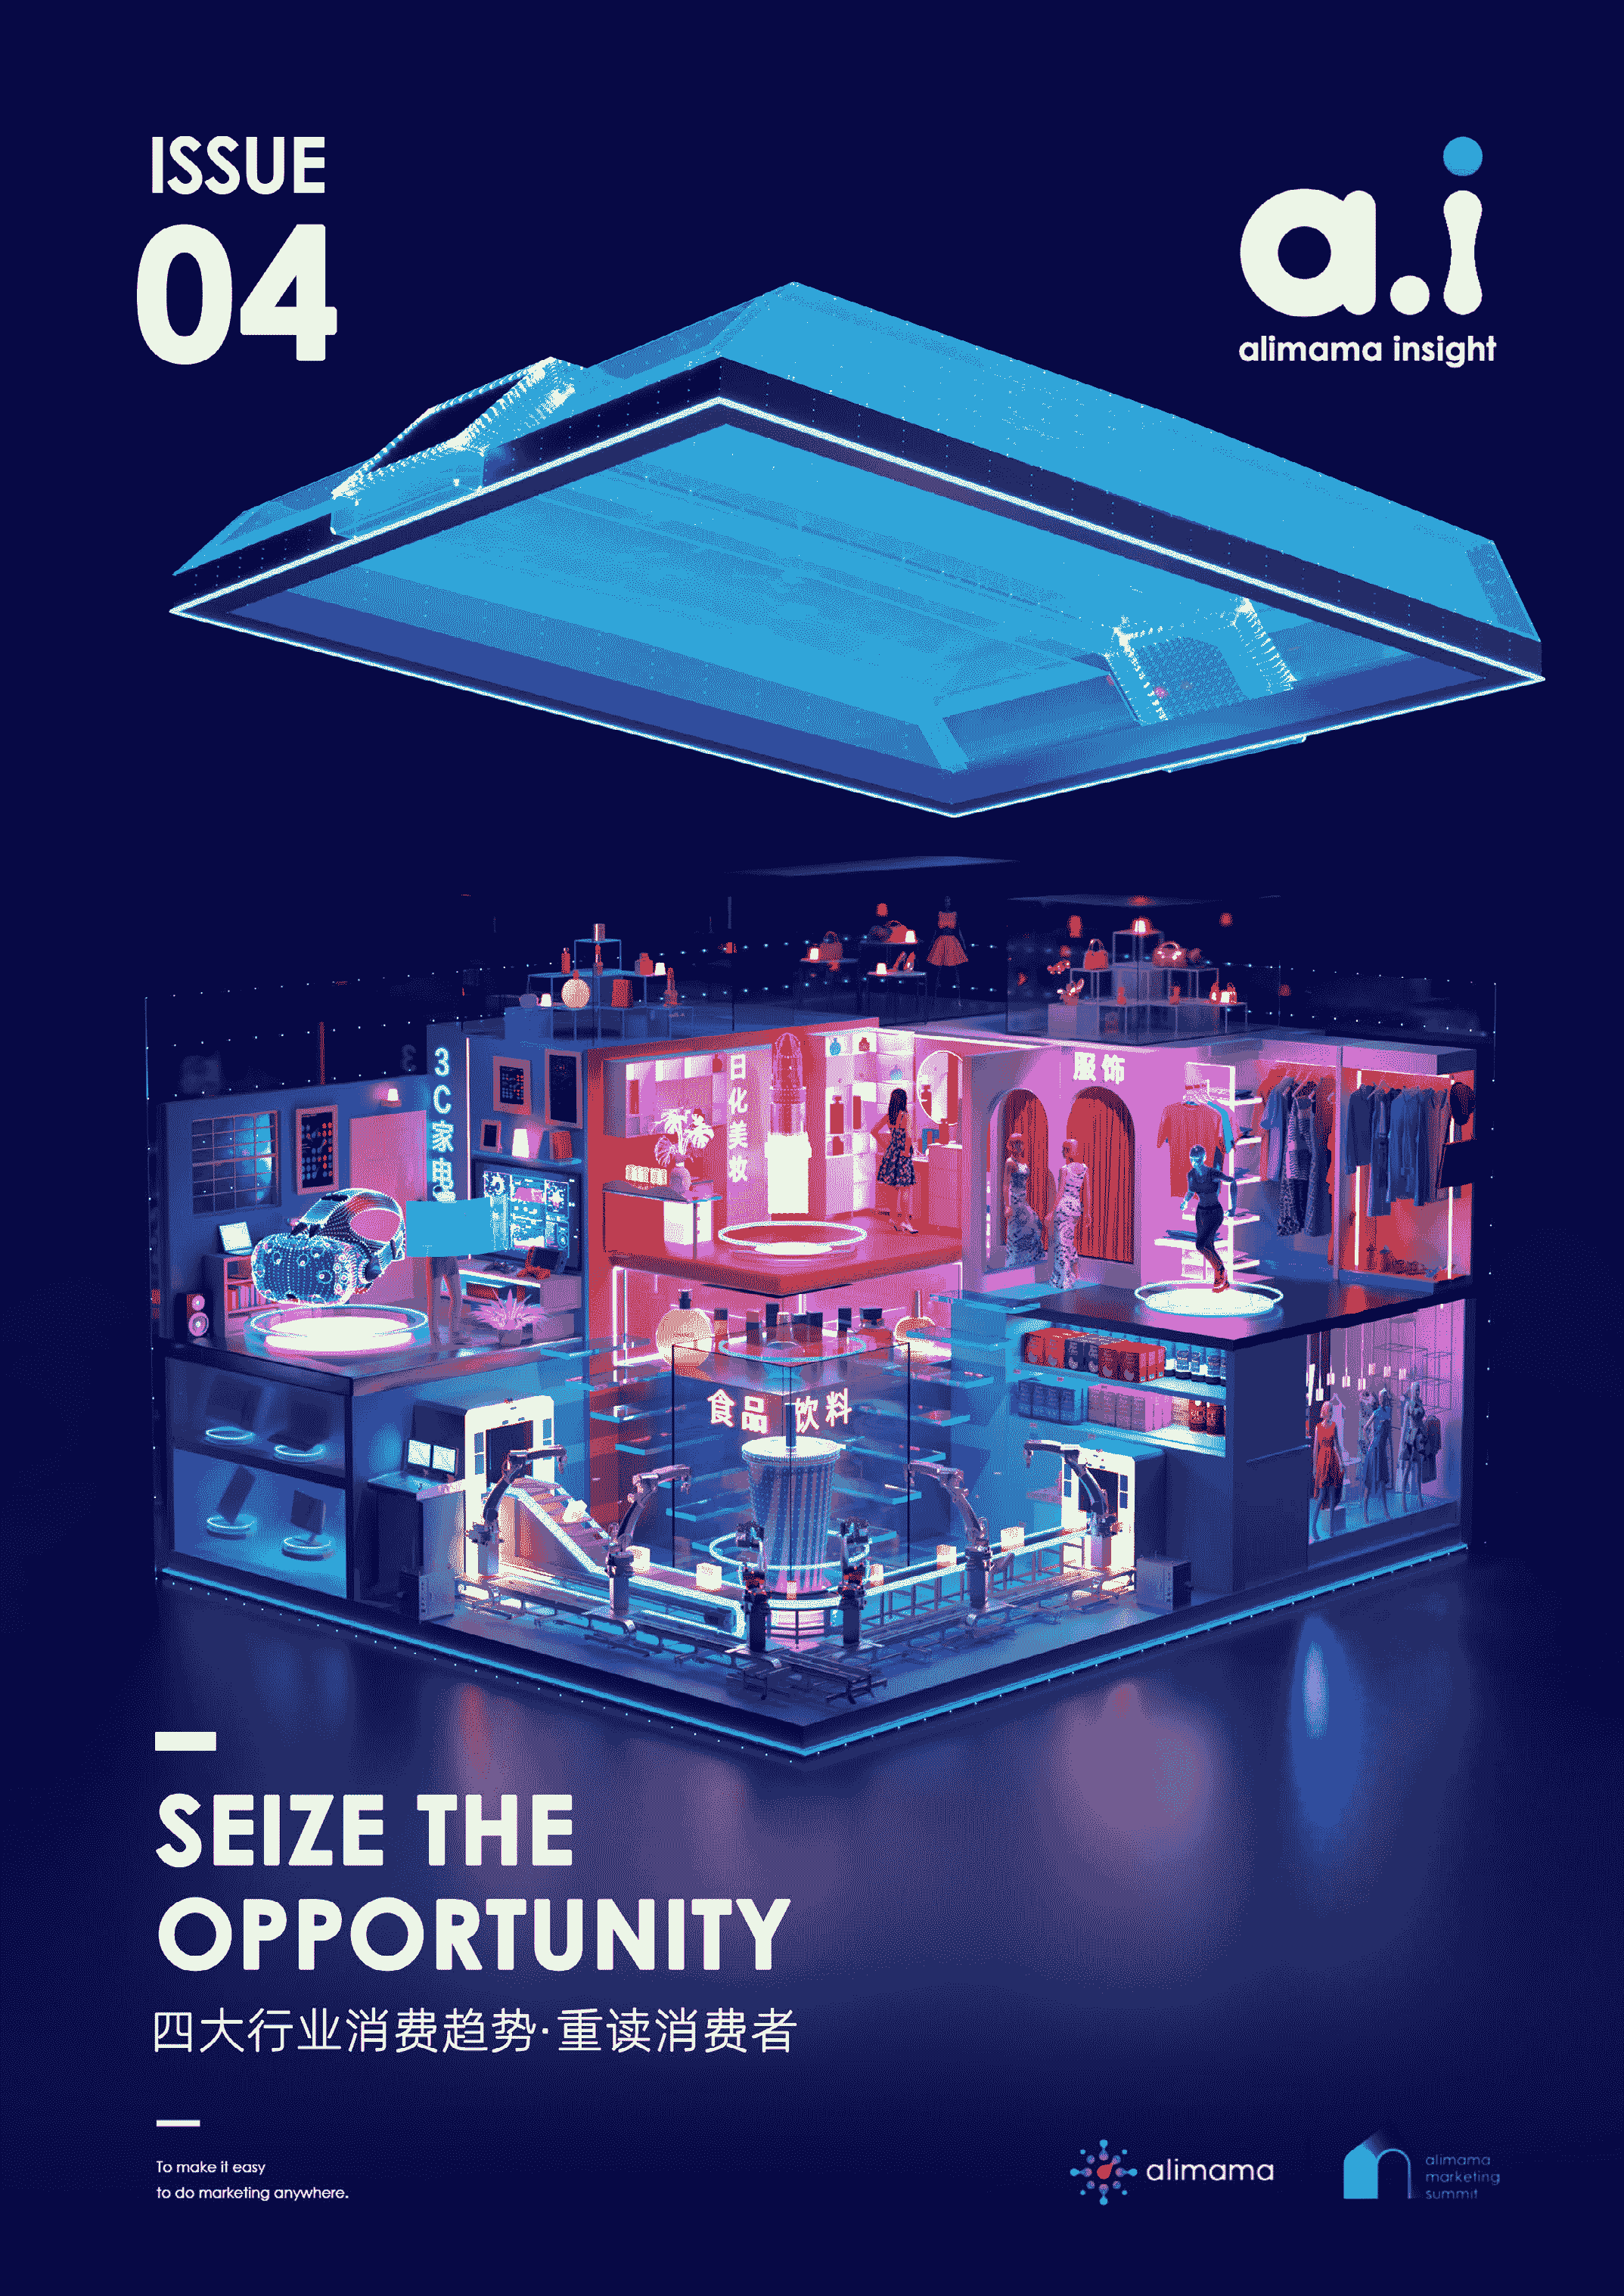 ISSUE
04
a.i
alimama insight
3C家电
日化美妆
服饰
食品 饮料
SEIZE THE
OPPORTUNITY
四大行业消费趋势·重读消费者
To make it easy
to do marketing anywhere.
alimama
alimama
marketing
summit